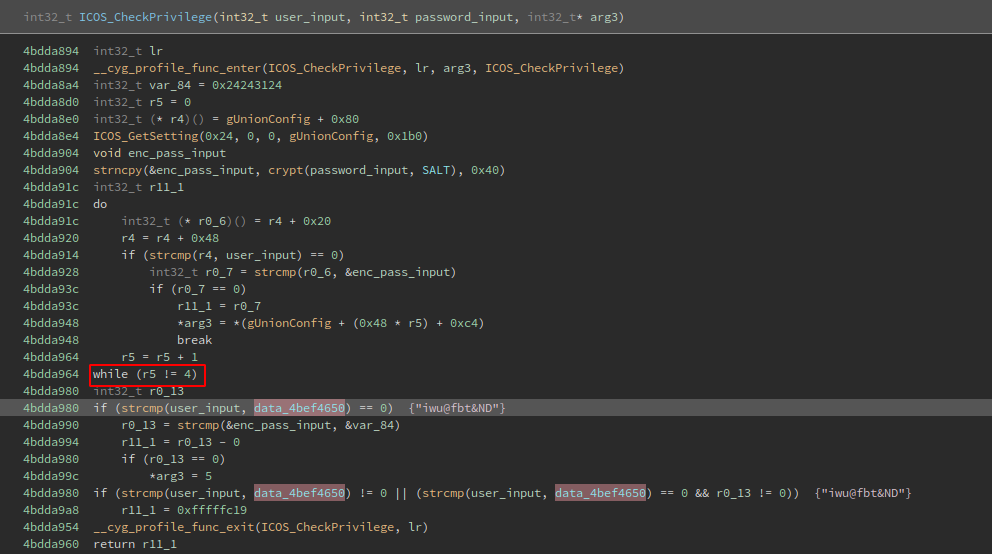 int32_t ICOS_CheckPrivilege(int32_t user_input, int32_t password_input, int32_t* arg3)
4bdda894 int32_t lr
4bdda894 __cyg_profile_func_enter(ICOS_CheckPrivilege, lr, arg3, ICOS_CheckPrivilege)
4bdda8a4 int32_t var_84 = 0x24243124
4bdda8d0 int32_t r5 = 0
4bdda8e0 int32_t (* r4)() = gUnionConfig + 0x80
4bdda8e4 ICOS_GetSetting(0x24, 0, 0, gUnionConfig, 0x1b0)
4bdda904 void enc_pass_input
4bdda904 strncpy(&enc_pass_input, crypt(password_input, SALT), 0x40)
4bdda91c int32_t r11_1
4bdda91c do
4bdda91c int32_t (* r0_6)() = r4 + 0x20
4bdda920 r4 = r4 + 0x48
4bdda914 if (strcmp(r4, user_input) == 0)
4bdda928 int32_t r0_7 = strcmp(r0_6, &enc_pass_input)
4bdda93c if (r0_7 == 0)
4bdda93c r11_1 = r0_7
4bdda948 *arg3 = *(gUnionConfig + (0x48 * r5) + 0xc4)
4bdda948 break
4bdda964 r5 = r5 + 1
4bdda964 while (r5 != 4)
4bdda980 int32_t r0_13
4bdda980 if (strcmp(user_input, data_4bef4650) == 0) {"iwu@fbt&ND"}
4bdda990 r0_13 = strcmp(&enc_pass_input, &var_84)
4bdda994 r11_1 = r0_13 - 0
4bdda980 if (r0_13 == 0)
4bdda99c *arg3 = 5
4bdda980 if (strcmp(user_input, data_4bef4650) != 0 || (strcmp(user_input, data_4bef4650) == 0 && r0_13 != 0)) {"iwu@fbt&ND"}
4bdda9a8 r11_1 = 0xfffffc19
4bdda954 __cyg_profile_func_exit(ICOS_CheckPrivilege, lr)
4bdda960 return r11_1